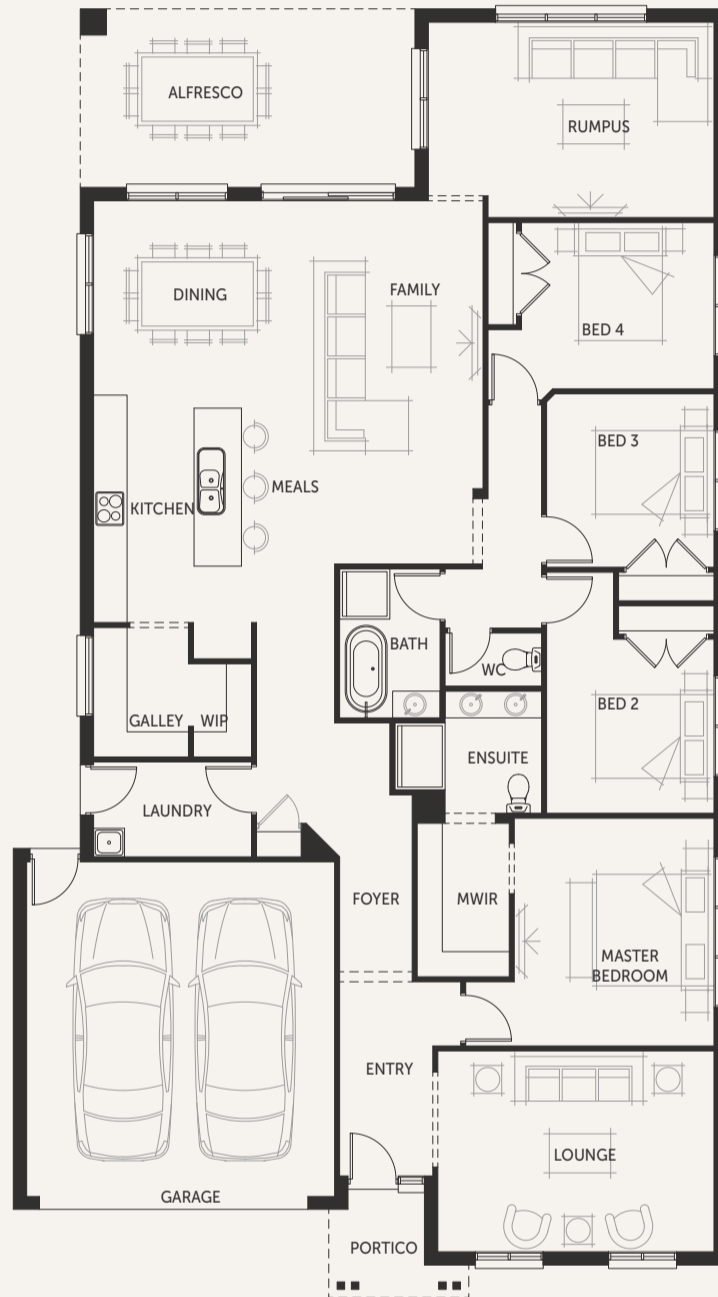 ALFRESCO
RUMPUS
DINING
FAMILY
BED 4
BED 3
KITCHEN
MEALS
BATH
WC
BED 2
GALLEY
WIP
ENSUITE
LAUNDRY
FOYER
MWIR
MASTER
BEDROOM
ENTRY
LOUNGE
GARAGE
PORTICO